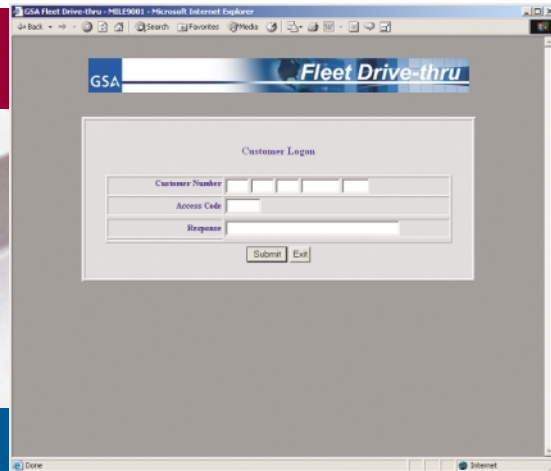 GSA Fleet Drive-thru - MILE9001 - Microsoft Internet Explorer
Back Search Favorites Media
GSA Fleet Drive-thru
Customer Logon
Customer Number
Access Code
Response
Submit Exit
Done Internet